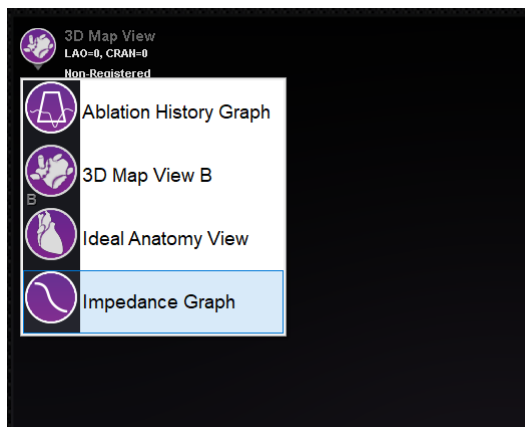 3D Map View
LAO=0, CRAN=0
Non-Registered
Ablation History Graph
3D Map View B
B
Ideal Anatomy View
Impedance Graph